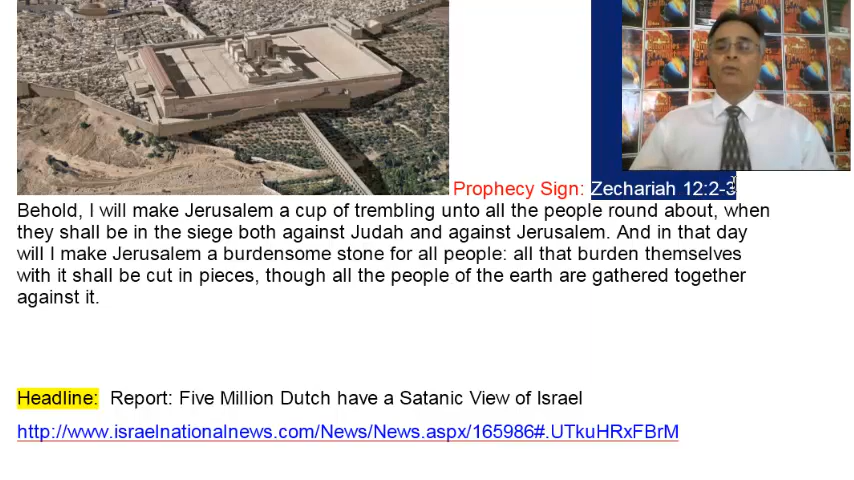 Prophecy Sign: Zechariah 12:2-3
Behold, I will make Jerusalem a cup of trembling unto all the people round about, when
they shall be in the siege both against Judah and against Jerusalem. And in that day
will I make Jerusalem a burdensome stone for all people: all that burden themselves
with it shall be cut in pieces, though all the people of the earth are gathered together
against it.
Headline: Report: Five Million Dutch have a Satanic View of Israel
http://www.israelnationalnews.com/News/News.aspx/165986#.UTkuHRxFBrM